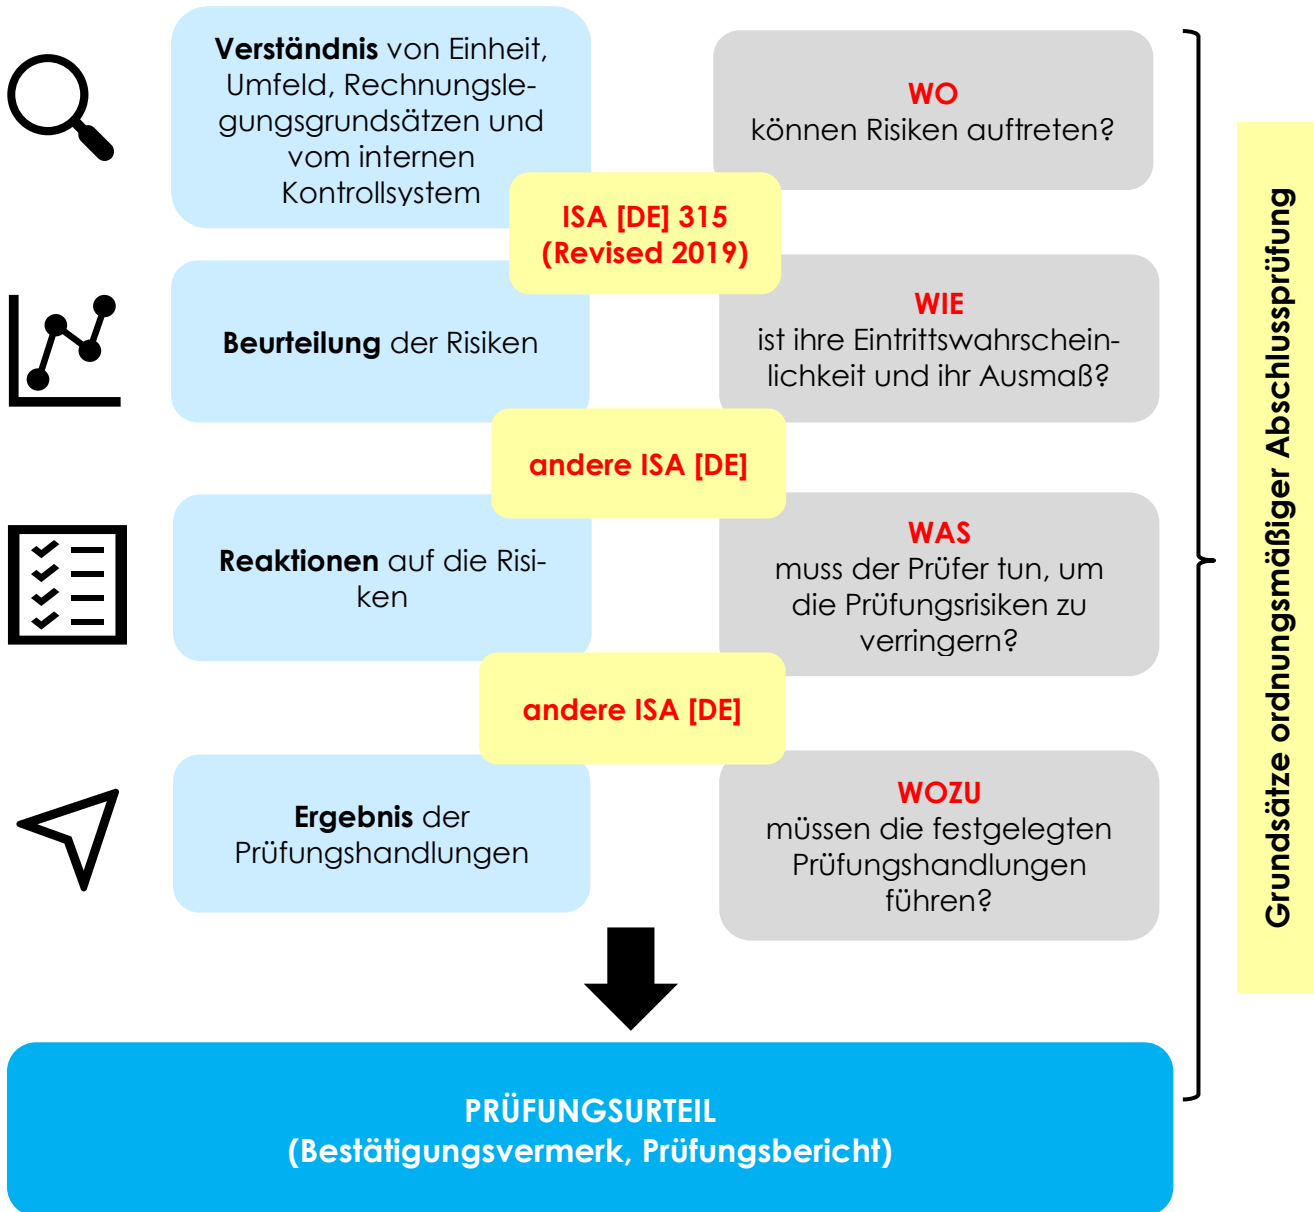 Verständnis von Einheit,
Umfeld, Rechnungsle-
gungsgrundsätzen und
vom internen
Kontrollsystem
WO
können Risiken auftreten?
ISA [DE] 315
(Revised 2019)
Beurteilung der Risiken
WIE
ist ihre Eintrittswahrschein-
lichkeit und ihr Ausmaß?
andere ISA [DE]
Reaktionen auf die Risi-
ken
WAS
muss der Prüfer tun, um
die Prüfungsrisiken zu
verringern?
andere ISA [DE]
Ergebnis der
Prüfungshandlungen
WOZU
müssen die festgelegten
Prüfungshandlungen
führen?
PRÜFUNGSURTEIL
(Bestätigungsvermerk, Prüfungsbericht)
Grundsätze ordnungsmäßiger Abschlussprüfung